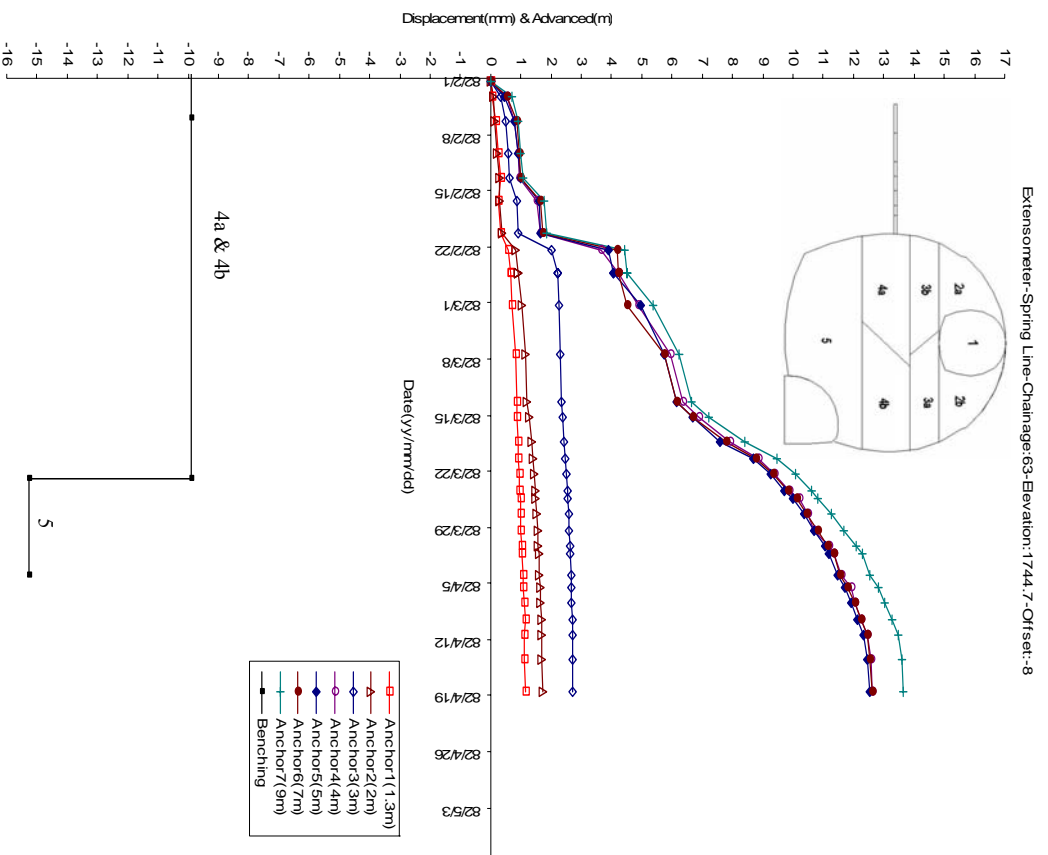 Extensometer-Spring Line-Chainage:63-Elevation:1744.7-Offset:-8
Displacement(mm) & Advanced(m)
17
16
15
14
13
12
11
10
9
8
7
6
5
4
3
2
1
0
-1
-2
-3
-4
-5
-6
-7
-8
-9
-10
-11
-12
-13
-14
-15
-16
82/2/1
82/2/8
82/2/15
82/2/22
82/3/1
82/3/8
82/3/15
82/3/22
82/3/29
82/4/5
82/4/12
82/4/19
82/4/26
82/5/3
Date(yy/mm/dd)
1
2a
2b
3b
3a
4a
4b
5
4a & 4b
5
Anchor1(1.3m)
Anchor2(2m)
Anchor3(3m)
Anchor4(4m)
Anchor5(5m)
Anchor6(7m)
Anchor7(9m)
Benching